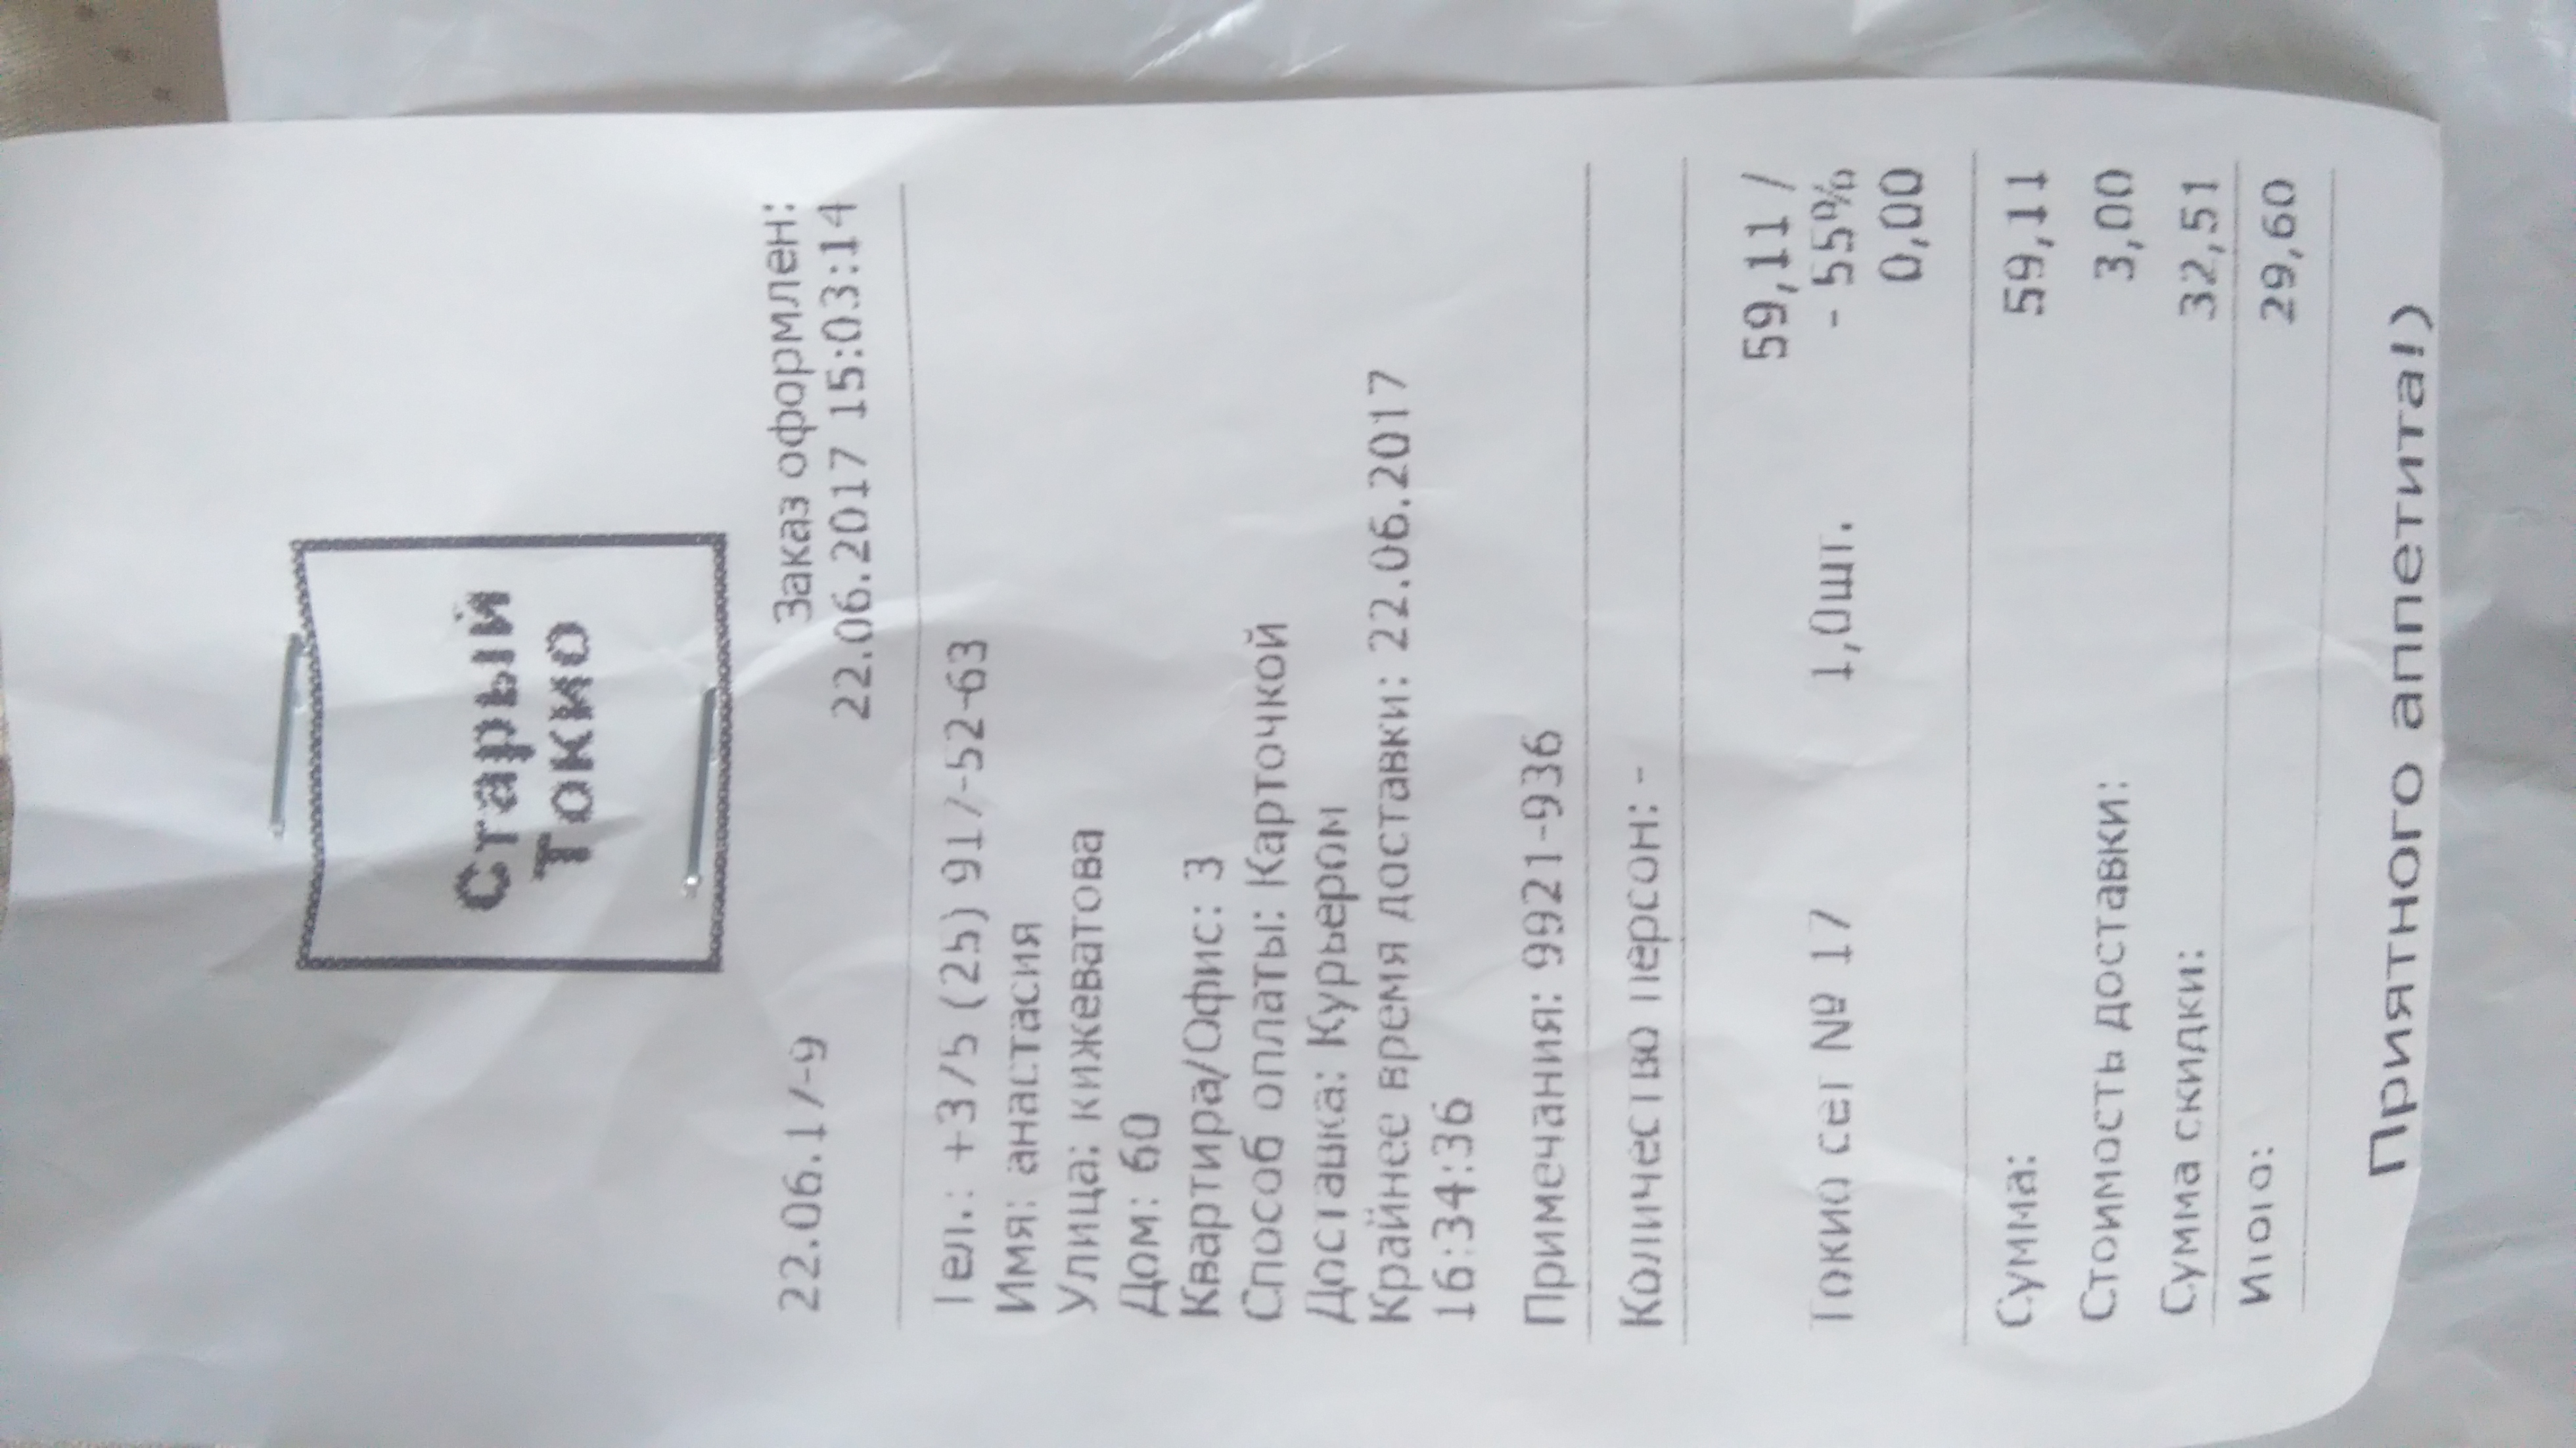 Старый
Токио
Заказ оформлен:
22.06.17-9 22.06.2017 15:03:14
Тел.: +375 (25) 917-52-63
Имя: анастасия
Улица: кижеватова
Дом: 60
Квартира/Офис: 3
Способ оплаты: Карточкой
Доставка: Курьером
Крайнее время доставки: 22.06.2017
16:34:36
Примечания: 9921-936
Количество персон: -
59,11 /
Токио сет № 17 1,0шт. - 55%
0,00
Сумма: 59,11
Стоимость доставки: 3,00
Сумма скидки: 32,51
Итого: 29,60
Приятного аппетита!)